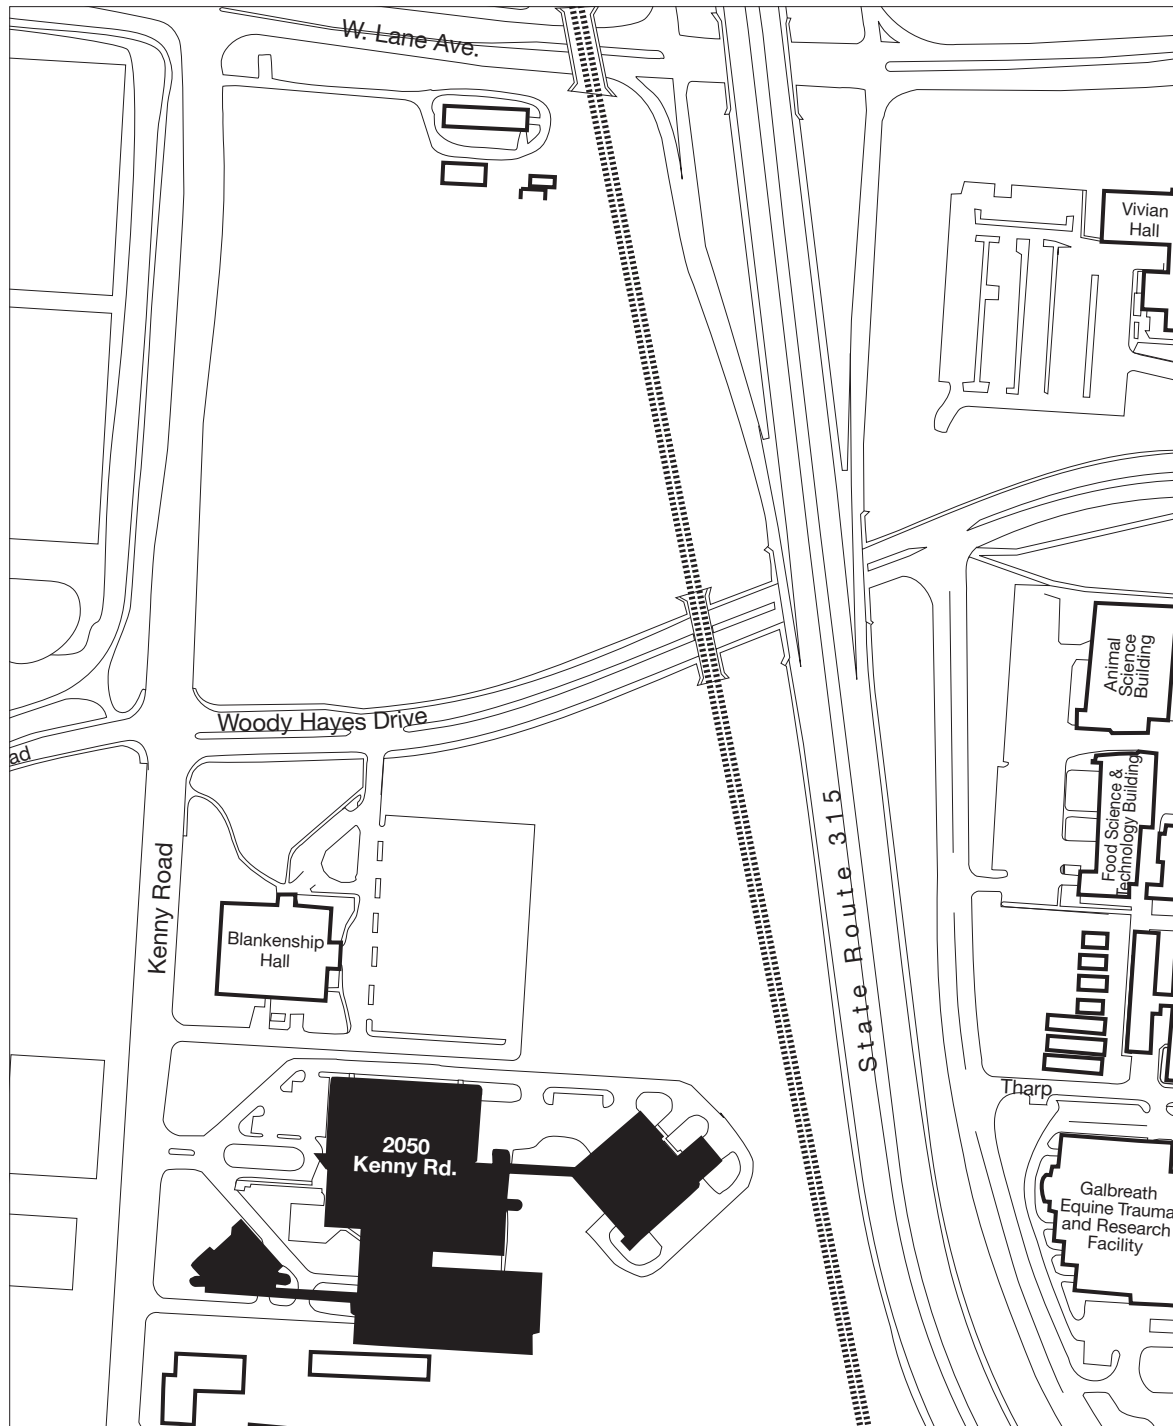 W. Lane Ave.
Vivian
Hall
Animal
Science
Building
Woody Hayes Drive
ad
Food Science &
Technology Building
State Route 315
Kenny Road
Blankenship
Hall
Tharp
2050
Kenny Rd.
Galbreath
Equine Trauma
and Research
Facility